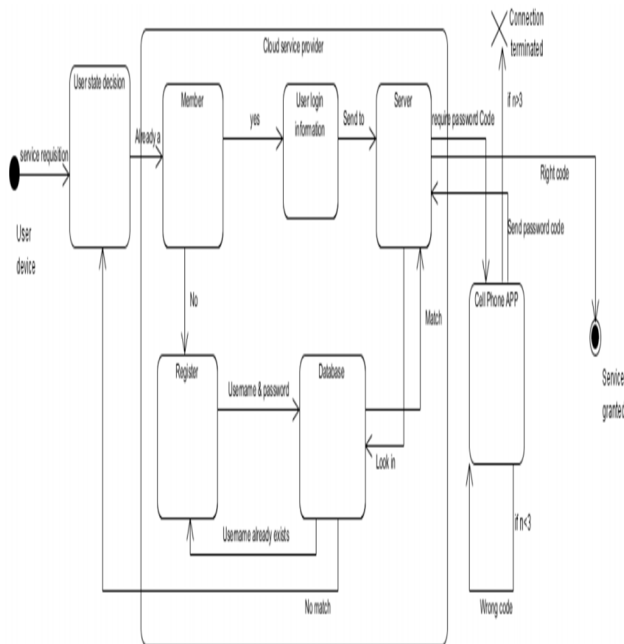 Connection
terminated
Cloud service provider
User state decision
Member
User login
information
Server
if n>3
require password Code
yes
Send to
Already a
service requisition
Right code
User
device
Send password code
Cell Phone APP
No
Match
Register
Database
Username & password
Service
granted
Look in
if n<3
Username already exists
No match
Wrong code